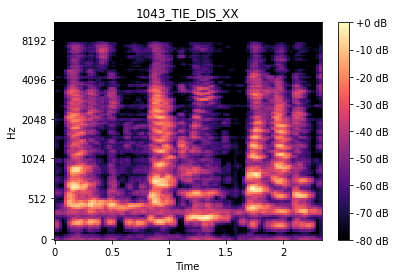 1043_TIE_DIS_XX
8192
4096
2048
1024
512
0
Hz
0
0.5
1
1.5
2
Time
+0 dB
-10 dB
-20 dB
-30 dB
-40 dB
-50 dB
-60 dB
-70 dB
-80 dB